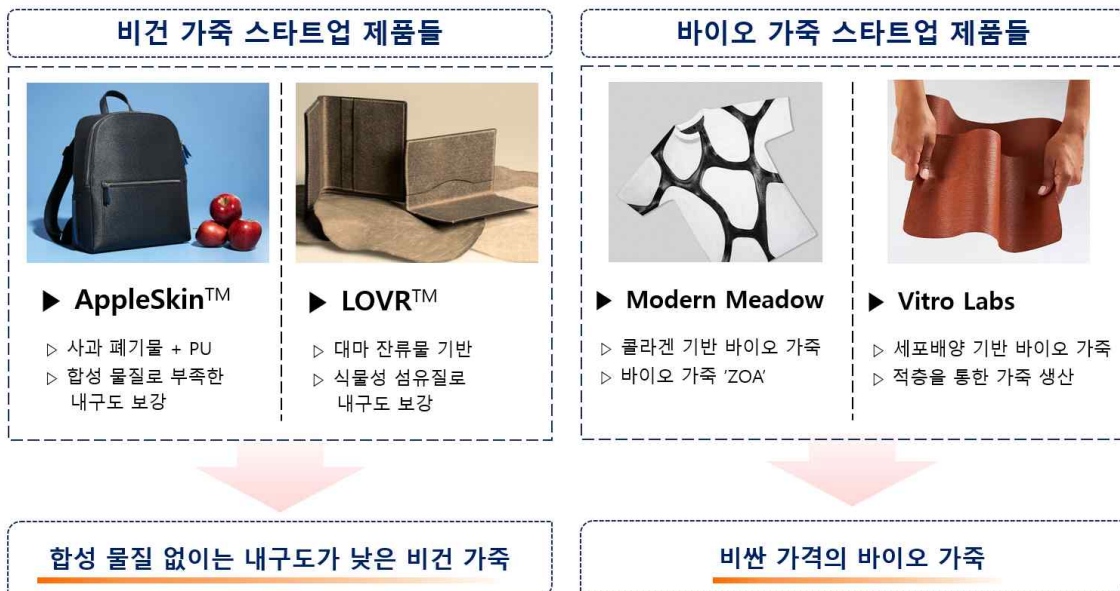 비건 가죽 스타트업 제품들
▶ AppleSkin™
▷ 사과 폐기물 + PU
▷ 합성 물질로 부족한
내구도 보강
▶ LOVR™
▷ 대마 잔류물 기반
▷ 식물성 섬유질로
내구도 보강
합성 물질 없이는 내구도가 낮은 비건 가죽
바이오 가죽 스타트업 제품들
▶ Modern Meadow
▷ 콜라겐 기반 바이오 가죽
▷ 바이오 가죽 'ZOA'
▶ Vitro Labs
▷ 세포배양 기반 바이오 가죽
▷ 적층을 통한 가죽 생산
비싼 가격의 바이오 가죽